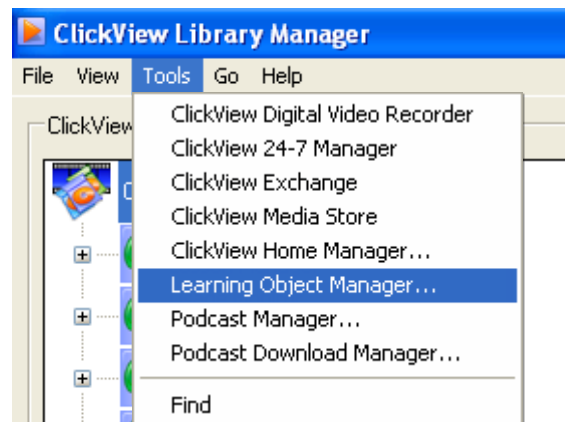 ClickView Library Manager
File View Tools Go Help
ClickView
ClickView Digital Video Recorder
ClickView 24-7 Manager
ClickView Exchange
ClickView Media Store
ClickView Home Manager...
Learning Object Manager...
Podcast Manager...
Podcast Download Manager...
Find